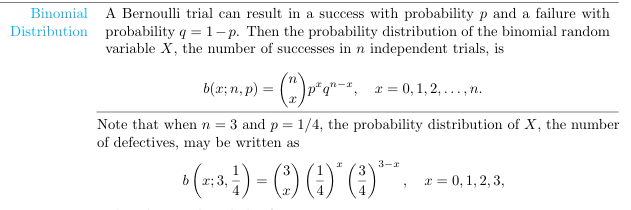 Binomial Distribution
A Bernoulli trial can result in a success with probability p and a failure with
probability q = 1 − p. Then the probability distribution of the binomial random
variable X, the number of successes in n independent trials, is
b(x; n, p) = \binom{n}{x} p^x q^{n−x},    x = 0, 1, 2, . . . , n.
Note that when n = 3 and p = 1/4, the probability distribution of X, the number
of defectives, may be written as
b\left(x; 3, \frac{1}{4}\right) = \binom{3}{x} \left(\frac{1}{4}\right)^x \left(\frac{3}{4}\right)^{3−x},    x = 0, 1, 2, 3,